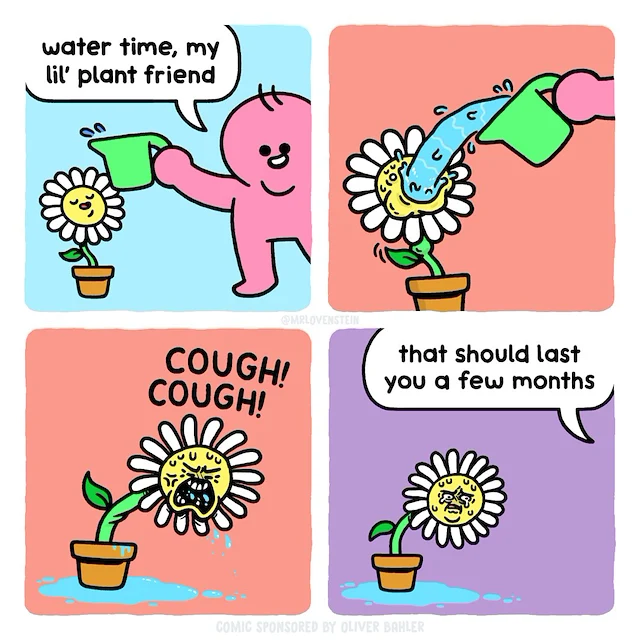 water time, my
lil' plant friend
@MRLOVENSTEIN
COUGH!
COUGH!
that should last
you a few months
COMIC SPONSORED BY OLIVER BAHLER